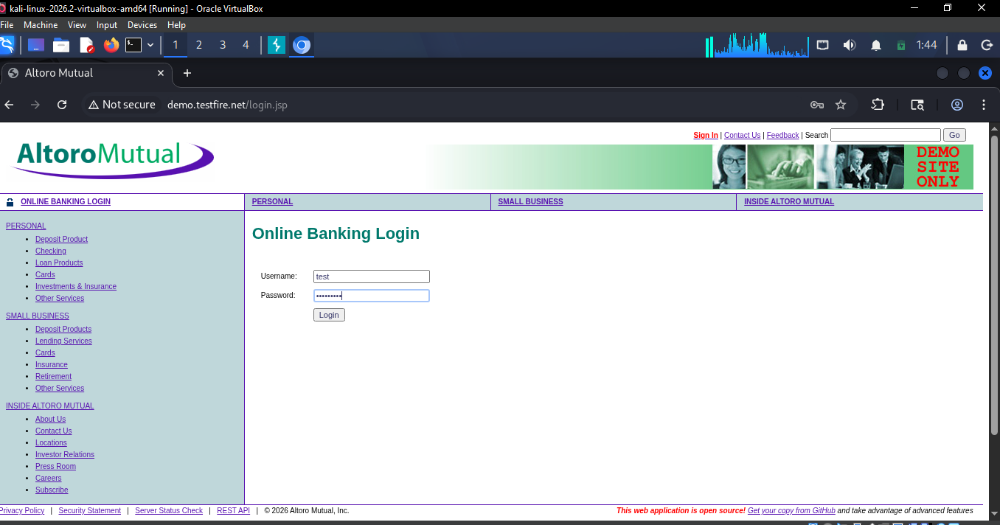 kali-linux-2026.2-virtualbox-amd64 [Running] - Oracle VirtualBox
File Machine View Input Devices Help
1 2 3 4 1:44
Altoro Mutual
Not secure demo.testfire.net/login.jsp
Sign In | Contact Us | Feedback | Search Go
AltoroMutual
DEMO
SITE
ONLY
ONLINE BANKING LOGIN PERSONAL SMALL BUSINESS INSIDE ALTORO MUTUAL
PERSONAL
Deposit Product
Checking
Loan Products
Cards
Investments & Insurance
Other Services
SMALL BUSINESS
Deposit Products
Lending Services
Cards
Insurance
Retirement
Other Services
INSIDE ALTORO MUTUAL
About Us
Contact Us
Locations
Investor Relations
Press Room
Careers
Subscribe
Online Banking Login
Username: test
Password: •••••••••
Login
Privacy Policy | Security Statement | Server Status Check | REST API | © 2026 Altoro Mutual, Inc.
This web application is open source! Get your copy from GitHub and take advantage of advanced features